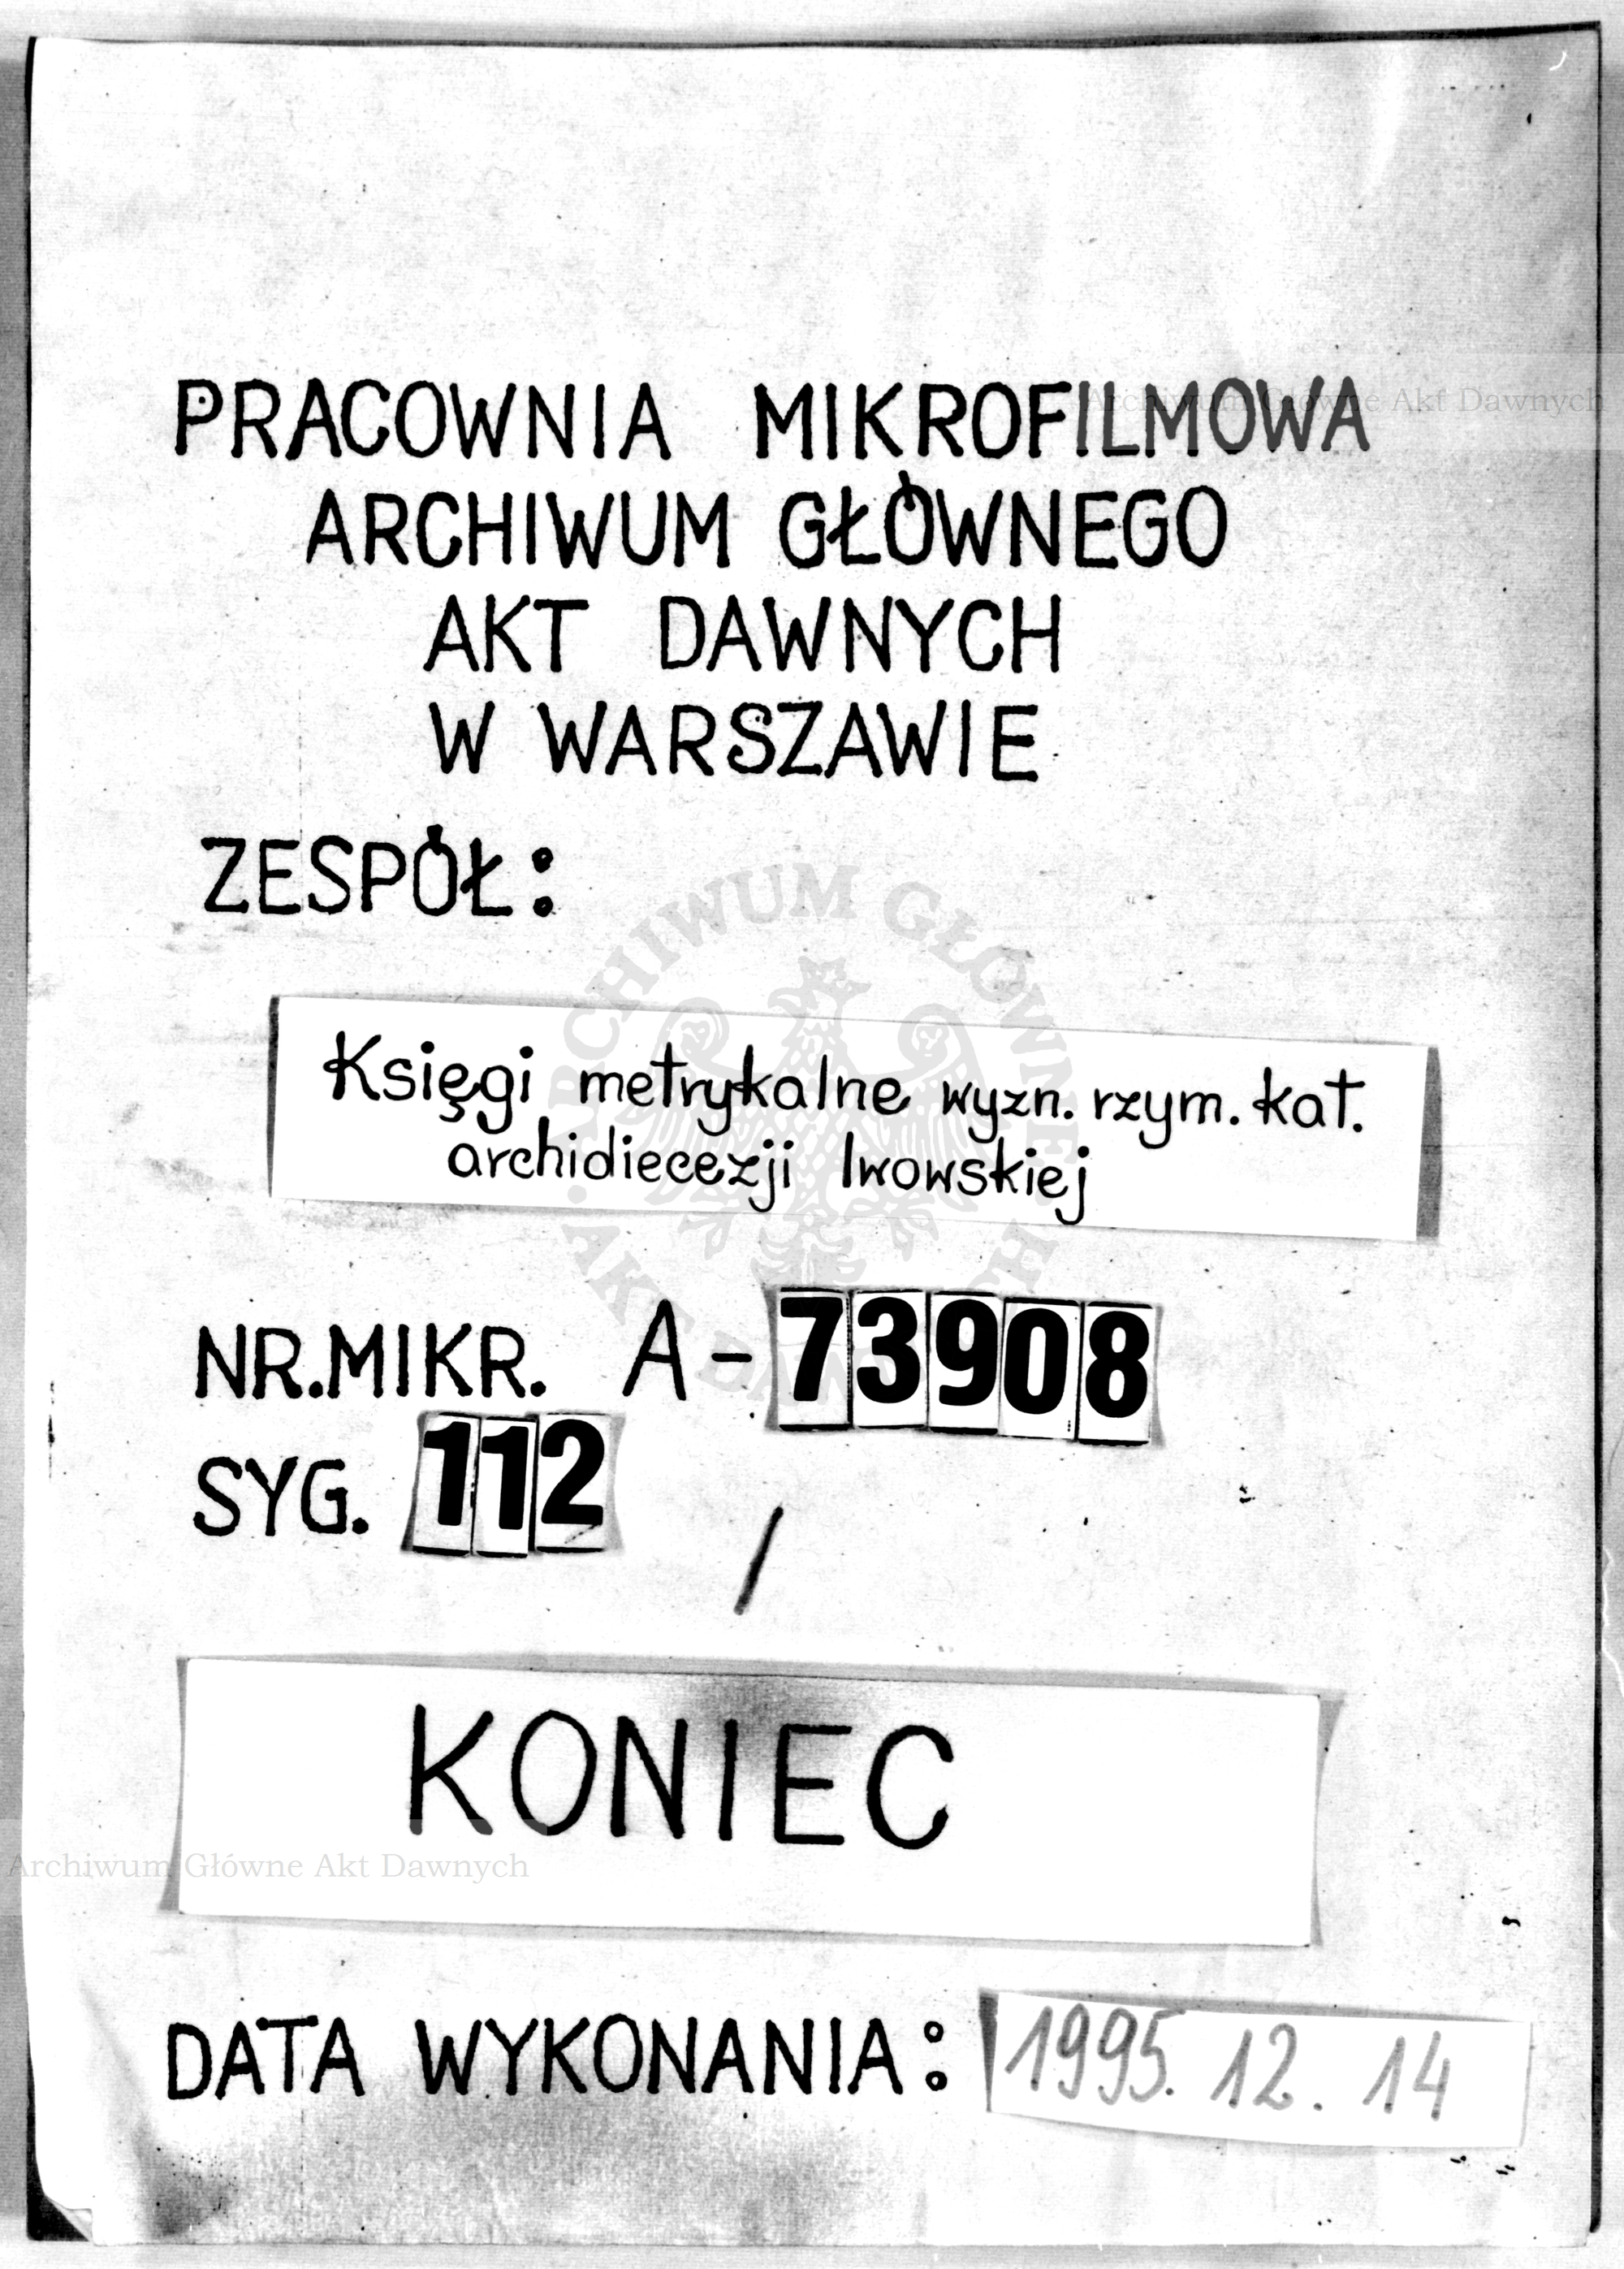 PRACOWNIA MIKROFILMOWA
ARCHIWUM GŁÓWNEGO
AKT DAWNYCH
W WARSZAWIE
ZESPÓŁ:
Księgi metrykalne wyzn. rzym. kat.
archidiecezji lwowskiej
NR.MIKR. A-73908
SYG. 112 /
KONIEC
DATA WYKONANIA: 1995. 12. 14
Archiwum Główne Akt Dawnych
Archiwum Główne Akt Dawnych